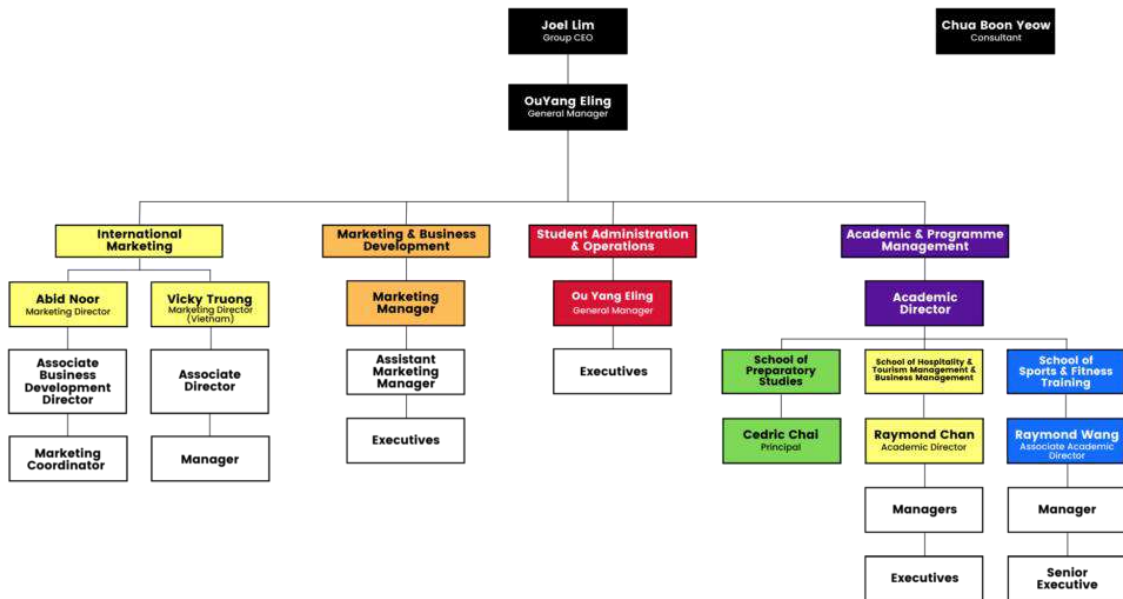 Joel Lim
Group CEO
Chua Boon Yeow
Consultant
OuYang Eling
General Manager
International
Marketing
Marketing & Business
Development
Student Administration
& Operations
Academic & Programme
Management
Abid Noor
Marketing Director
Vicky Truong
Marketing Director
(Vietnam)
Marketing
Manager
Ou Yang Eling
General Manager
Academic
Director
Associate
Business
Development
Director
Associate
Director
Assistant
Marketing
Manager
Executives
School of
Preparatory
Studies
School of Hospitality &
Tourism Management &
Business Management
School of
Sports & Fitness
Training
Marketing
Coordinator
Manager
Executives
Cedric Chai
Principal
Raymond Chan
Academic Director
Raymond Wang
Associate Academic
Director
Managers
Manager
Executives
Senior
Executive